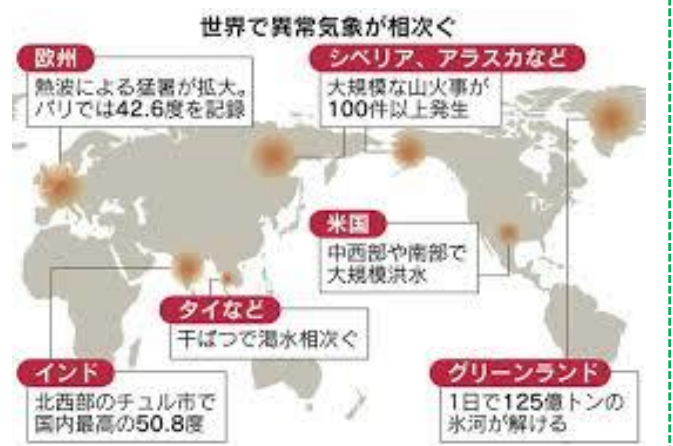 世界で異常気象が相次ぐ
欧州
熱波による猛暑が拡大。
パリでは42.6度を記録
シベリア、アラスカなど
大規模な山火事が
100件以上発生
米国
中西部や南部で
大規模洪水
タイなど
干ばつで渇水相次ぐ
インド
北西部のチュル市で
国内最高の50.8度
グリーンランド
1日で125億トンの
氷河が解ける